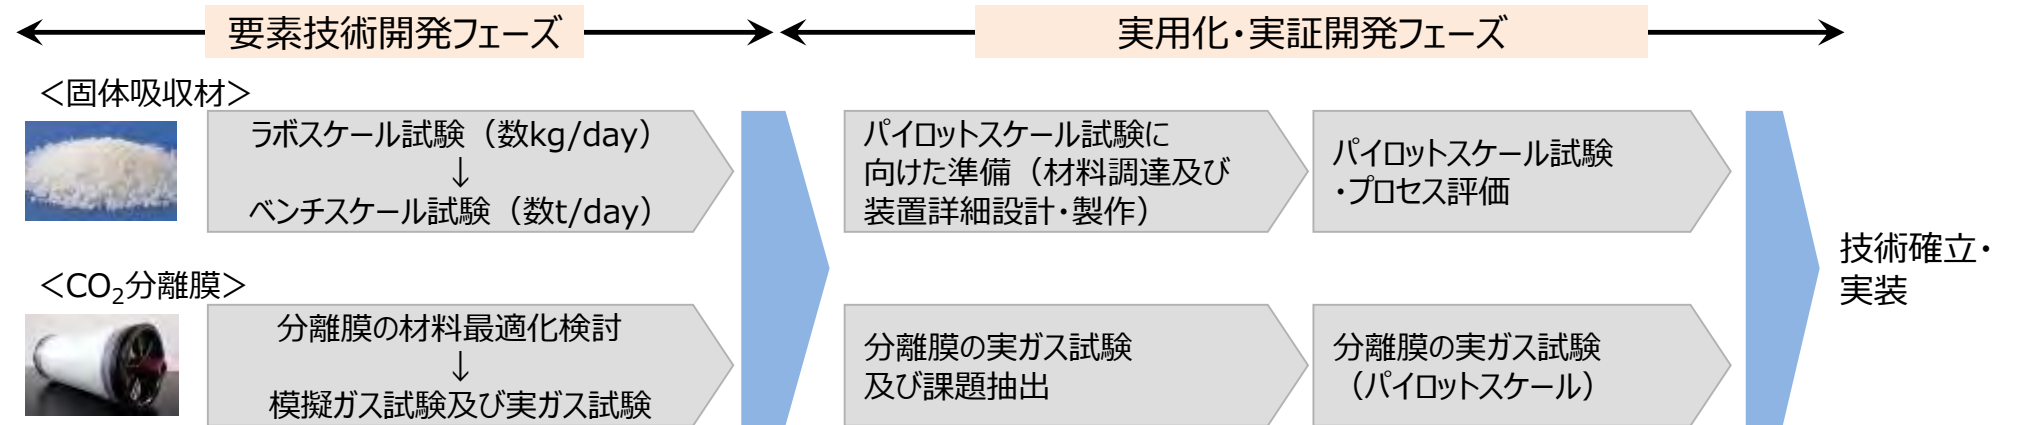 要素技術開発フェーズ
実用化・実証開発フェーズ
＜固体吸収材＞
ラボスケール試験（数kg/day）
↓
ベンチスケール試験（数t/day）
パイロットスケール試験に
向けた準備（材料調達及び
装置詳細設計・製作）
パイロットスケール試験
・プロセス評価
＜CO₂分離膜＞
分離膜の材料最適化検討
↓
模擬ガス試験及び実ガス試験
分離膜の実ガス試験
及び課題抽出
分離膜の実ガス試験
（パイロットスケール）
技術確立・
実装